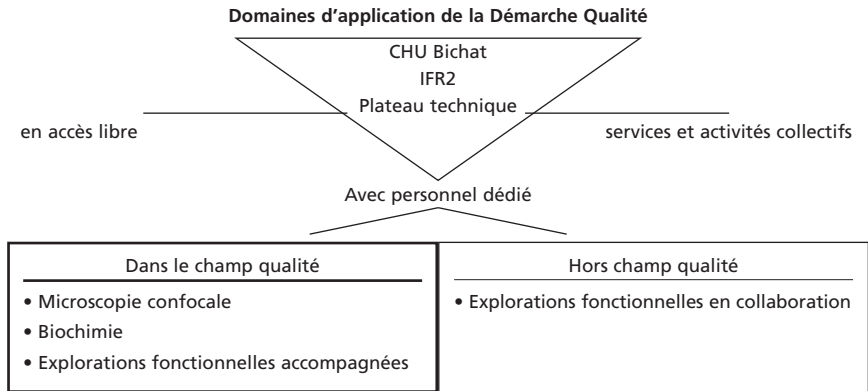 Domaines d’application de la Démarche Qualité
CHU Bichat
IFR2
Plateau technique
en accès libre
services et activités collectifs
Avec personnel dédié
Dans le champ qualité
• Microscopie confocale
• Biochimie
• Explorations fonctionnelles accompagnées
Hors champ qualité
• Explorations fonctionnelles en collaboration